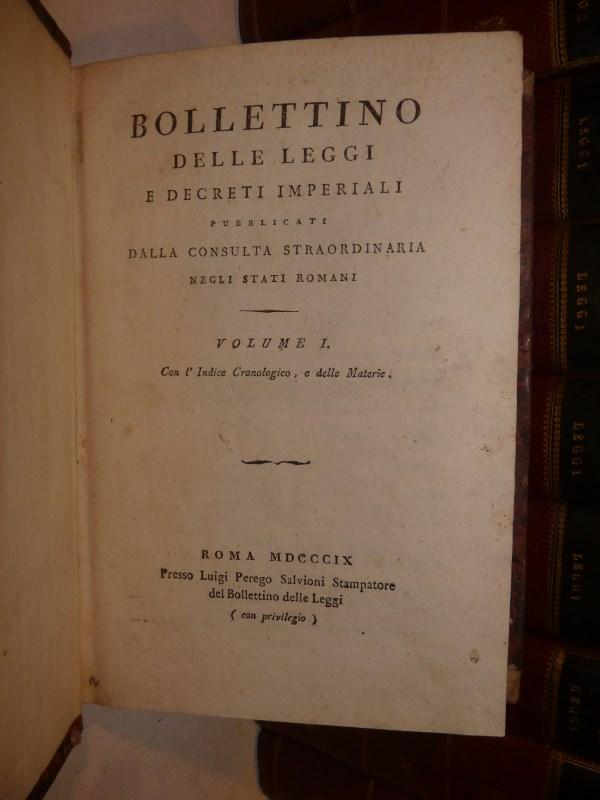 BOLLETTINO
DELLE LEGGI
E DECRETI IMPERIALI
PUBBLICATI
DALLA CONSULTA STRAORDINARIA
NEGLI STATI ROMANI
VOLUME I.
Con l' Indice Cronologico, e delle Materie.
ROMA MDCCCIX
Presso Luigi Perego Salvioni Stampatore
del Bollettino delle Leggi
( con privilegio )
LEGGI
LEGGI
LEGGI
LEGGI
LEGGI
LEGGI